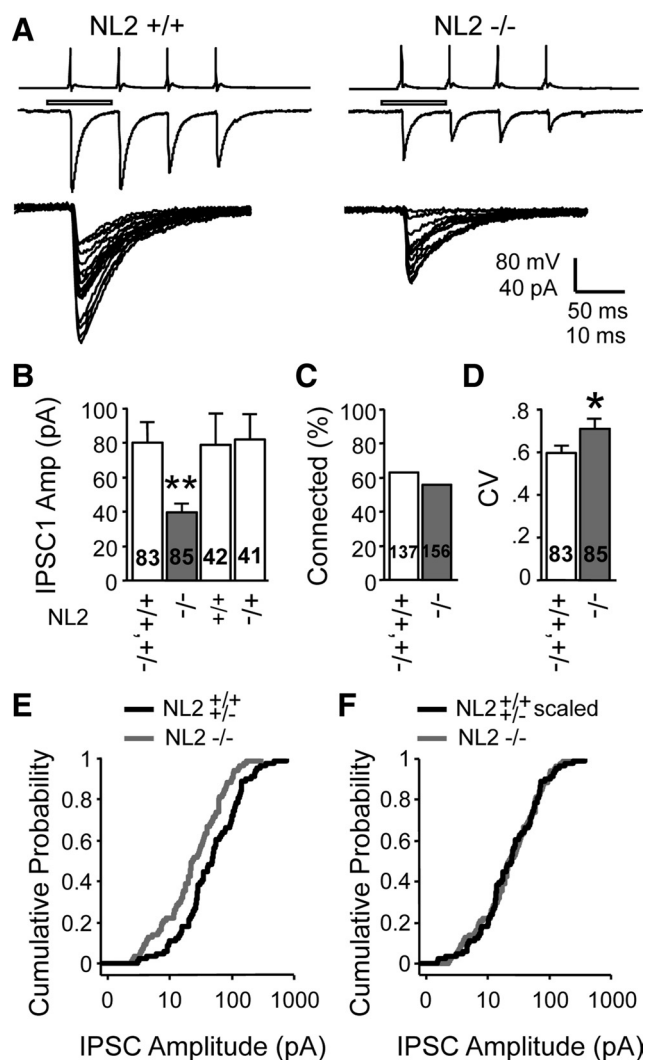 A
NL2 +/+
NL2 -/-
80 mV
40 pA
50 ms
10 ms
B
IPSC1 Amp (pA)
80
60
40
20
0
**
83
85
42
41
NL2
-/+, +/+
-/-
+/+
-/+
C
Connected (%)
80
60
40
20
0
137
156
-/+, +/+
-/-
D
CV
.8
.6
.4
.2
0
*
83
85
-/+, +/+
-/-
E
NL2 +/+
+/-
NL2 -/-
Cumulative Probability
1
0.8
0.6
0.4
0.2
0
0 10 100 1000
IPSC Amplitude (pA)
F
NL2 +/+
+/- scaled
NL2 -/-
Cumulative Probability
1
0.8
0.6
0.4
0.2
0
0 10 100 1000
IPSC Amplitude (pA)